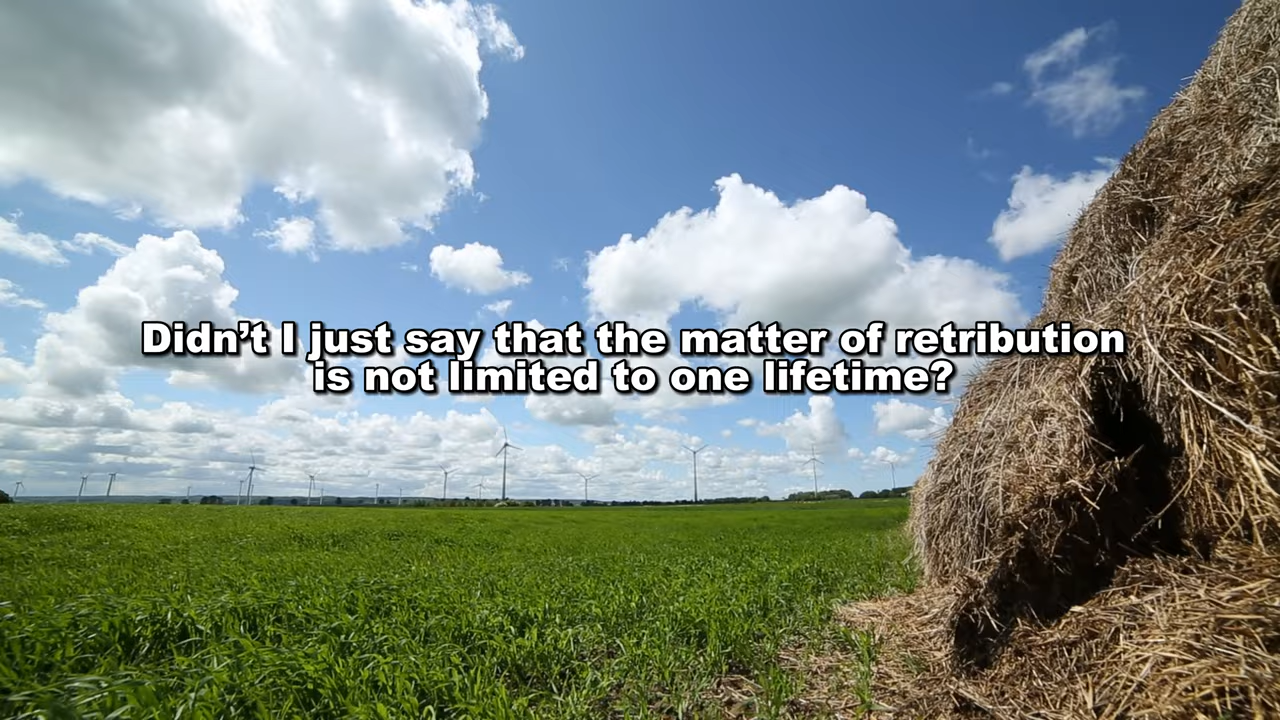 Didn’t I just say that the matter of retribution
is not limited to one lifetime?